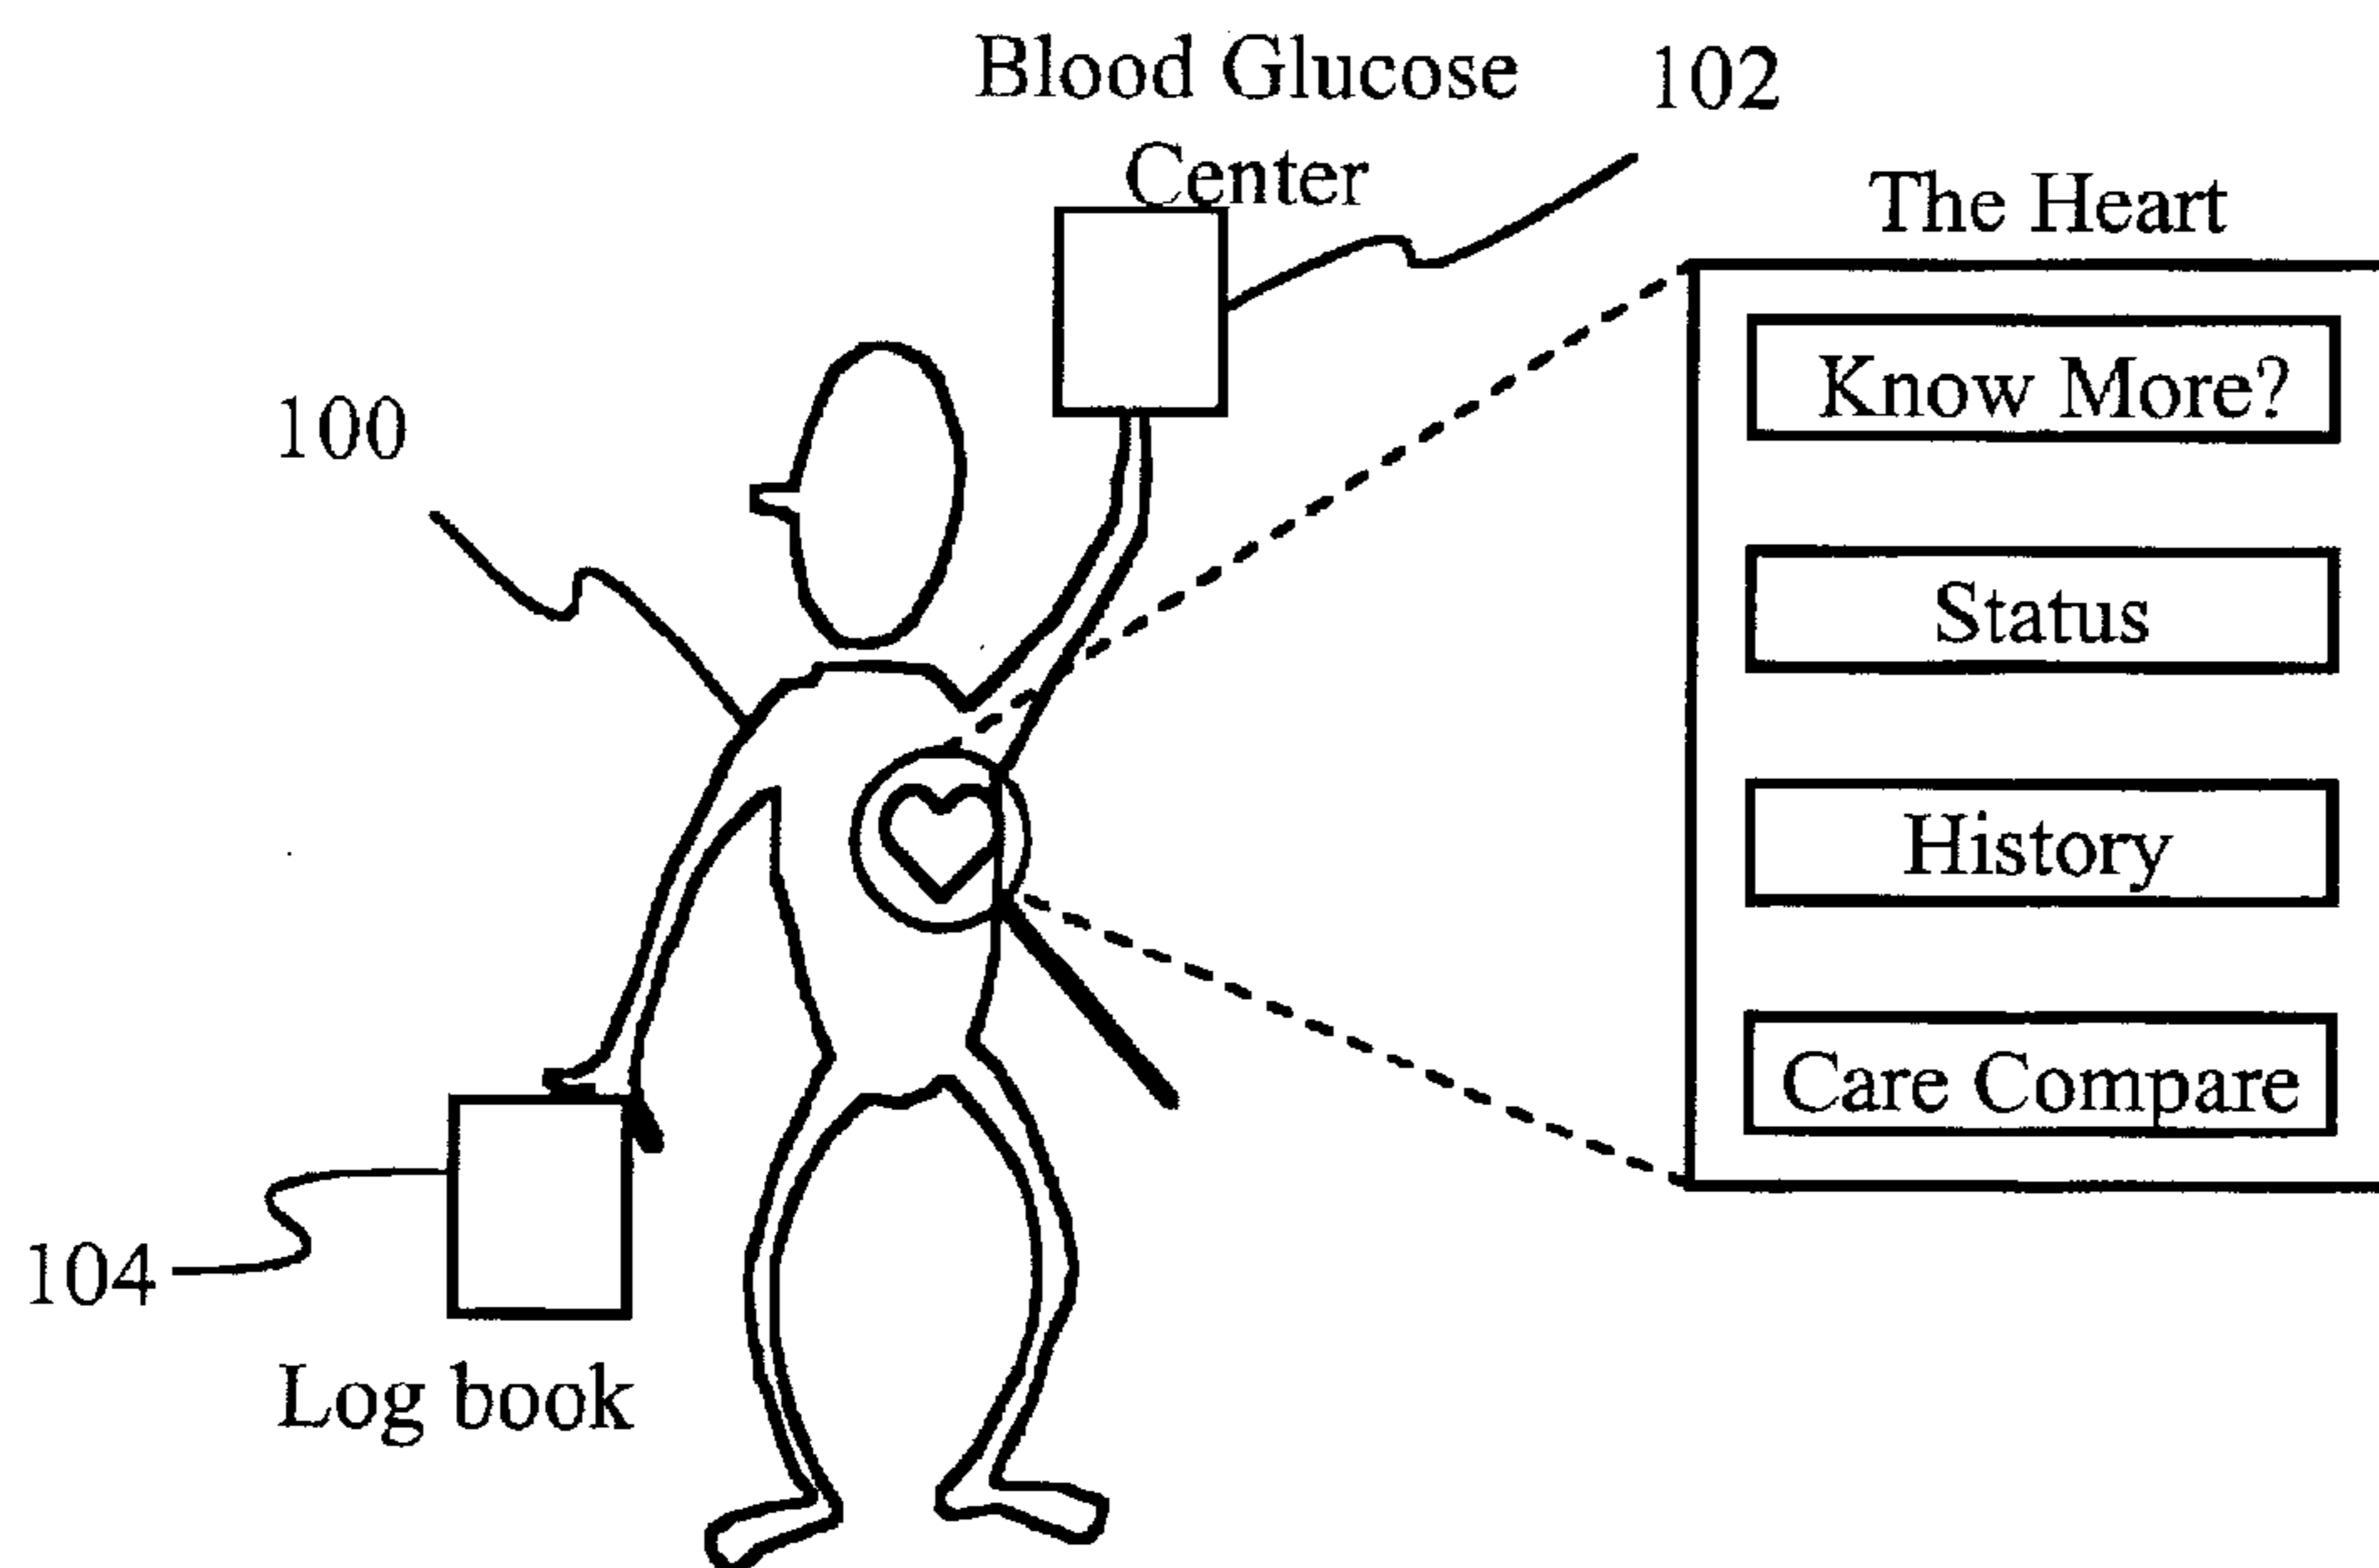 Blood Glucose
Center
102
The Heart
Know More?
100
Status
History
Care Compare
104
Log book